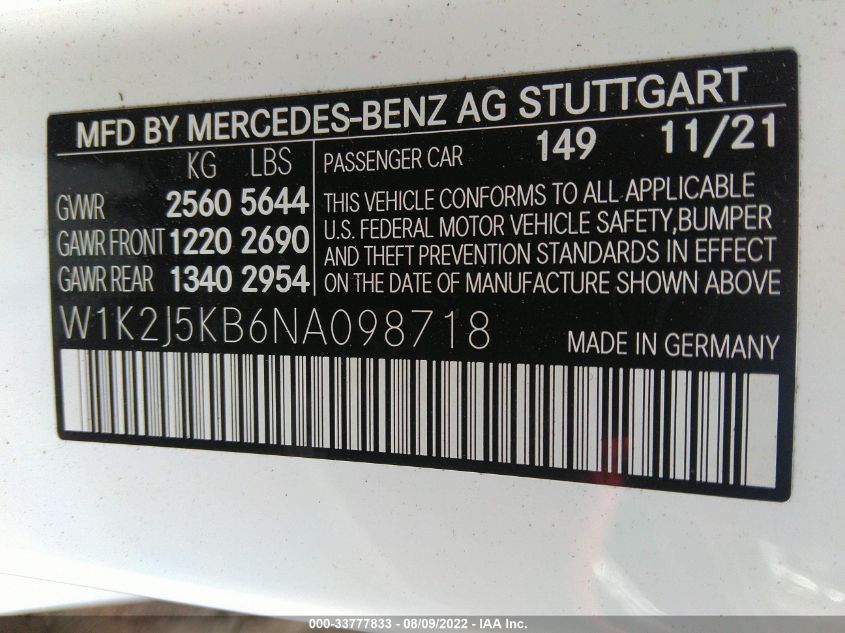 MFD BY MERCEDES-BENZ AG STUTTGART
KG LBS
GVWR 2560 5644
GAWR FRONT 1220 2690
GAWR REAR 1340 2954
PASSENGER CAR 149 11/21
THIS VEHICLE CONFORMS TO ALL APPLICABLE
U.S. FEDERAL MOTOR VEHICLE SAFETY, BUMPER
AND THEFT PREVENTION STANDARDS IN EFFECT
ON THE DATE OF MANUFACTURE SHOWN ABOVE
W1K2J5KB6NA098718
MADE IN GERMANY
000-33777833 - 08/09/2022 - IAA Inc.